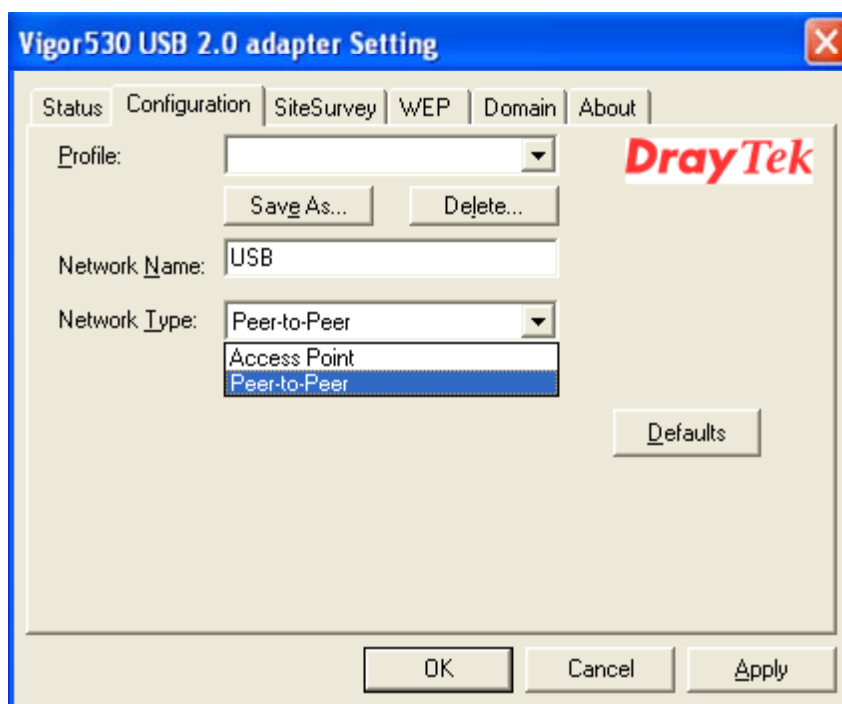 Vigor530 USB 2.0 adapter Setting
Status Configuration SiteSurvey WEP Domain About
Profile:
DrayTek
Save As... Delete...
Network Name: USB
Network Type: Peer-to-Peer
Access Point
Peer-to-Peer
Defaults
OK Cancel Apply